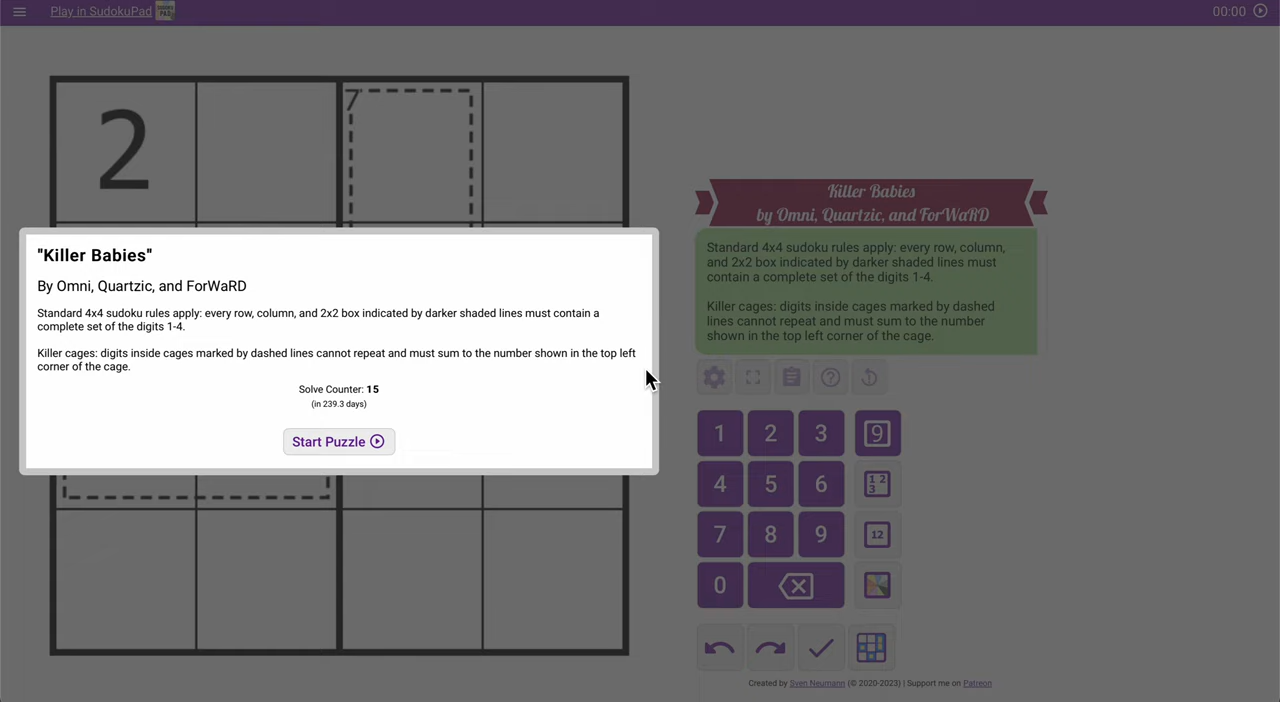 Play in SudokuPad
00:00
2
7
"Killer Babies"
By Omni, Quartzic, and ForWaRD
Standard 4x4 sudoku rules apply: every row, column, and 2x2 box indicated by darker shaded lines must contain a
complete set of the digits 1-4.
Killer cages: digits inside cages marked by dashed lines cannot repeat and must sum to the number shown in the top left
corner of the cage.
Solve Counter: 15
(in 239.3 days)
Start Puzzle
Killer Babies
by Omni, Quartzic, and ForWaRD
Standard 4x4 sudoku rules apply: every row, column,
and 2x2 box indicated by darker shaded lines must
contain a complete set of the digits 1-4.
Killer cages: digits inside cages marked by dashed
lines cannot repeat and must sum to the number
shown in the top left corner of the cage.
1 2 3 9
4 5 6 1 2 3
7 8 9 12
0
Created by Sven Neumann (© 2020-2023) | Support me on Patreon